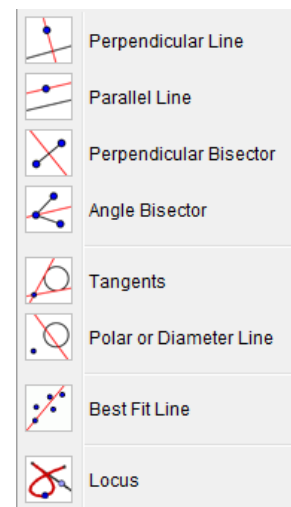 Perpendicular Line
Parallel Line
Perpendicular Bisector
Angle Bisector
Tangents
Polar or Diameter Line
Best Fit Line
Locus